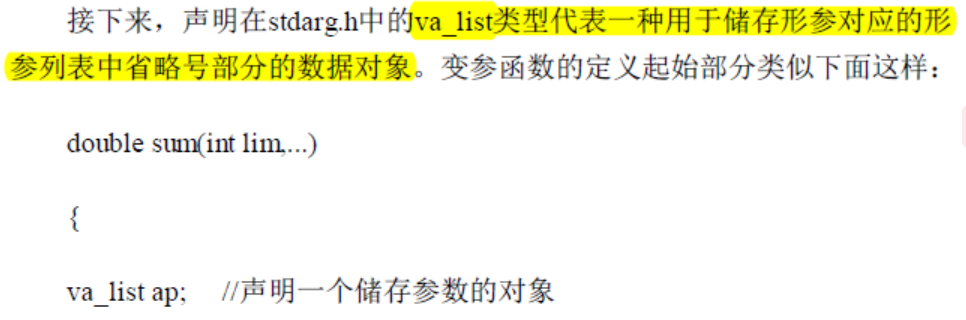 接下来，声明在stdarg.h中的va_list类型代表一种用于储存形参对应的形
参列表中省略号部分的数据对象。变参函数的定义起始部分类似下面这样：
double sum(int lim,...)
{
va_list ap; //声明一个储存参数的对象